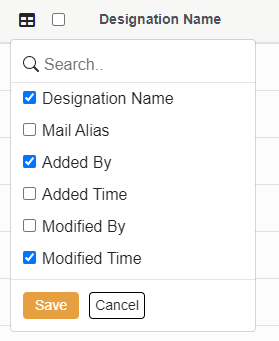 Designation Name
Search..
Designation Name
Mail Alias
Added By
Added Time
Modified By
Modified Time
Save Cancel